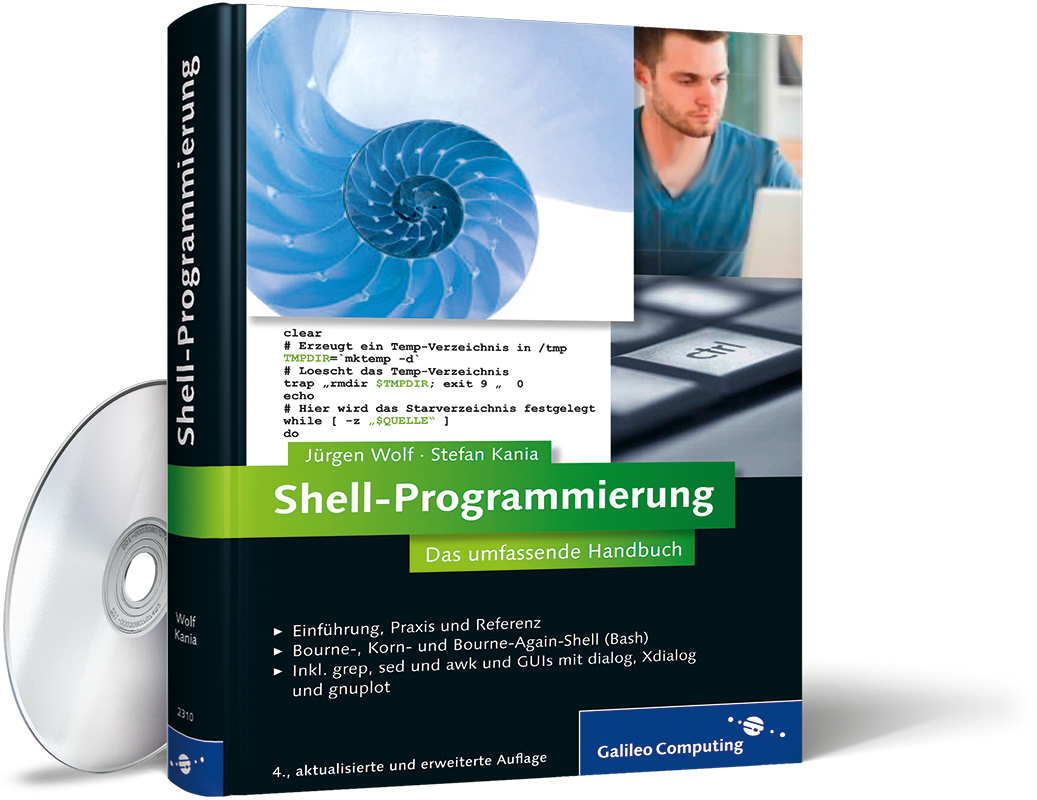 Shell-Programmierung
Wolf
Kania
2310
clear
# Erzeugt ein Temp-Verzeichnis in /tmp
TMPDIR=`mktemp -d`
# Loescht das Temp-Verzeichnis
trap „rmdir $TMPDIR; exit 9 „  0
echo
# Hier wird das Starverzeichnis festgelegt
while [ -z „$QUELLE“ ]
do
ctrl
Jürgen Wolf · Stefan Kania
Shell-Programmierung
Das umfassende Handbuch
► Einführung, Praxis und Referenz
► Bourne-, Korn- und Bourne-Again-Shell (Bash)
► Inkl. grep, sed und awk und GUIs mit dialog, Xdialog
und gnuplot
4., aktualisierte und erweiterte Auflage
Galileo Computing